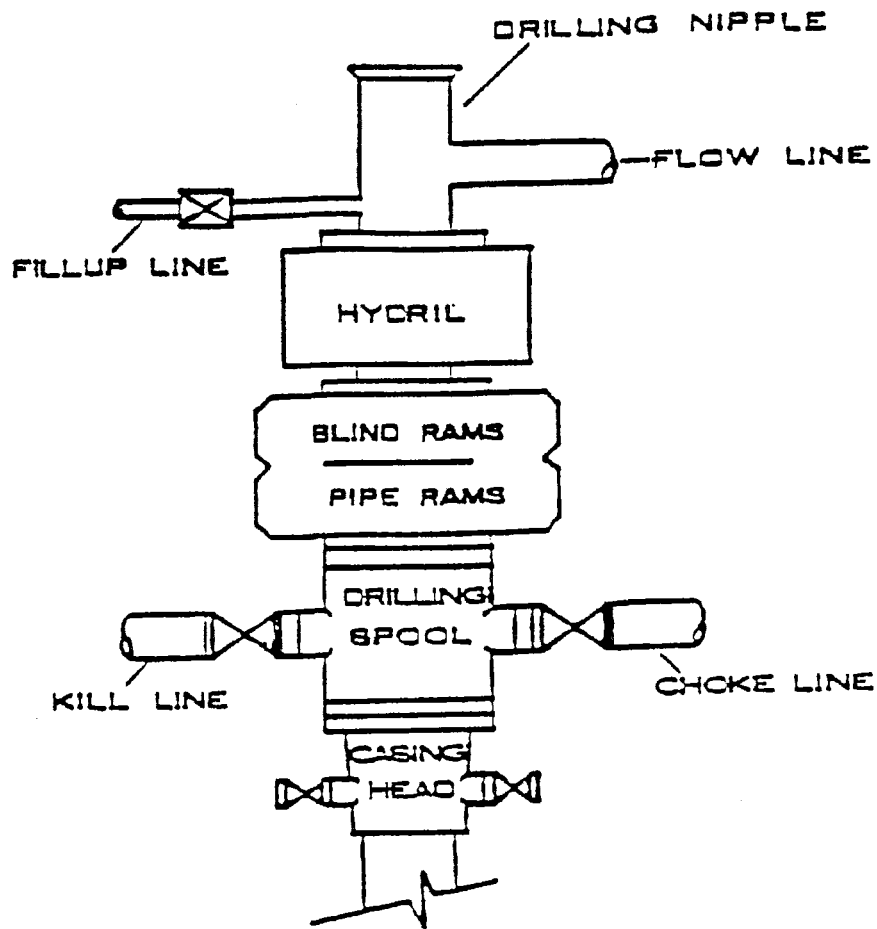 DRILLING NIPPLE
FLOW LINE
FILLUP LINE
HYDRIL
BLIND RAMS
PIPE RAMS
DRILLING
SPOOL
KILL LINE
CHOKE LINE
CASING
HEAD